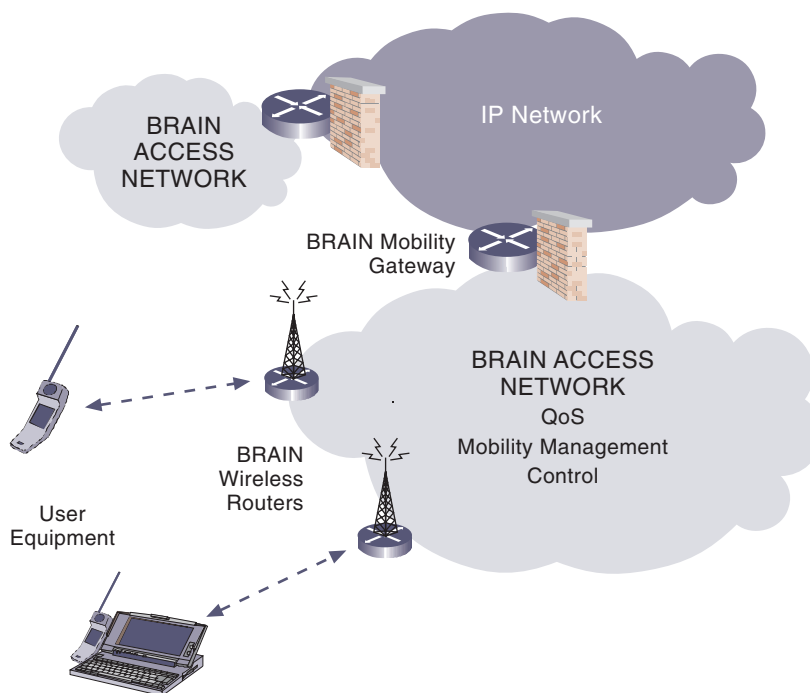 BRAIN
ACCESS
NETWORK
IP Network
BRAIN Mobility
Gateway
BRAIN ACCESS
NETWORK
QoS
Mobility Management
Control
BRAIN
Wireless
Routers
User
Equipment